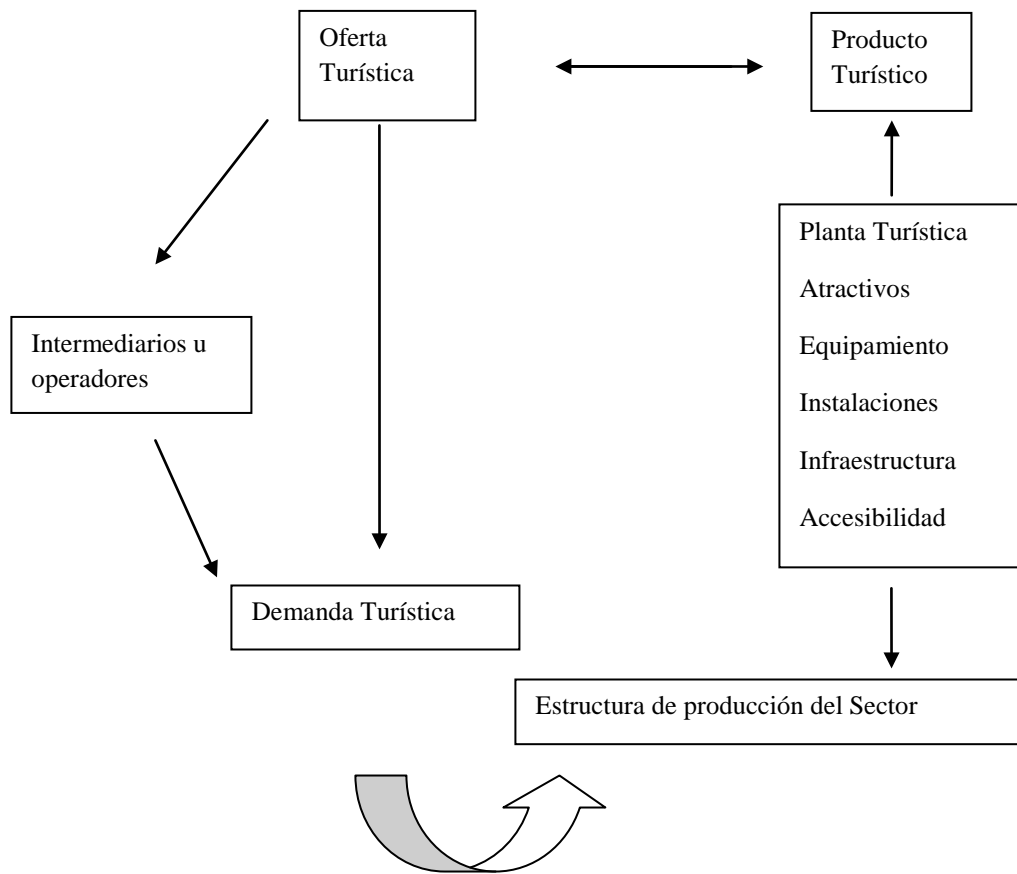 Oferta
Turística
Producto
Turístico
Planta Turística
Atractivos
Equipamiento
Instalaciones
Infraestructura
Accesibilidad
Intermediarios u
operadores
Demanda Turística
Estructura de producción del Sector